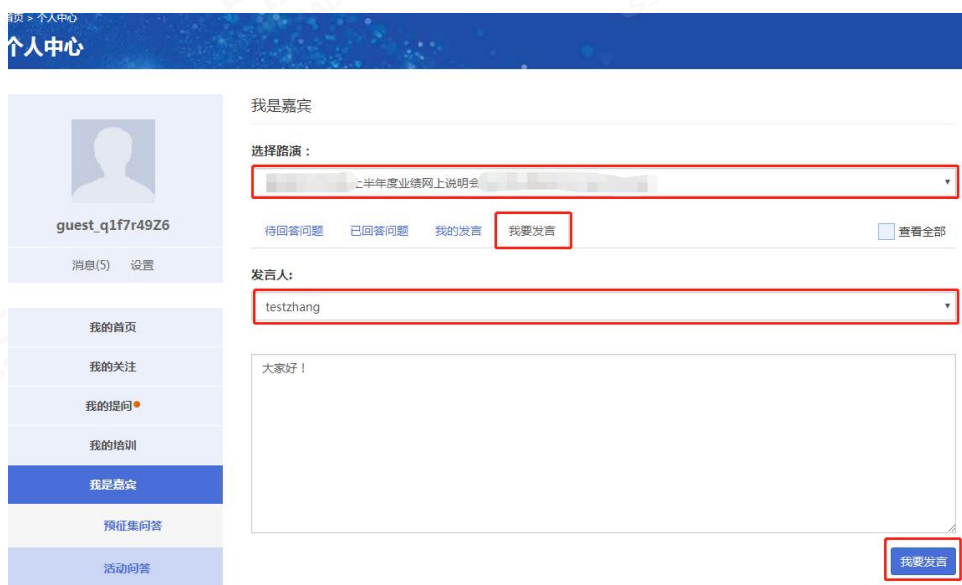 首页 > 个人中心
个人中心
我是嘉宾
选择路演：
上半年度业绩网上说明会
guest_q1f7r49Z6
待回答问题 已回答问题 我的发言 我要发言 查看全部
消息(5) 设置
发言人:
testzhang
我的首页
我的关注
大家好！
我的提问
我的培训
我是嘉宾
预征集问答
活动问答
我要发言